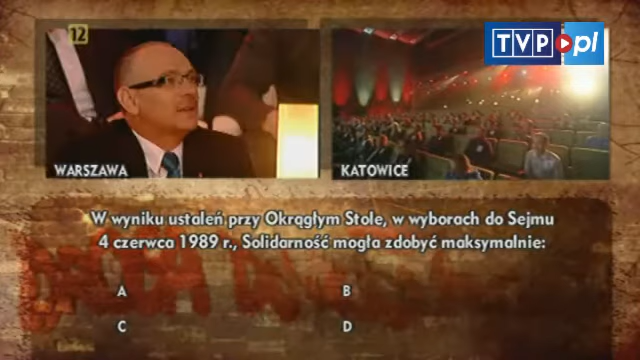 12
TVP pl
WARSZAWA
KATOWICE
W wyniku ustaleń przy Okrągłym Stole, w wyborach do Sejmu
4 czerwca 1989 r., Solidarność mogła zdobyć maksymalnie:
A
B
C
D